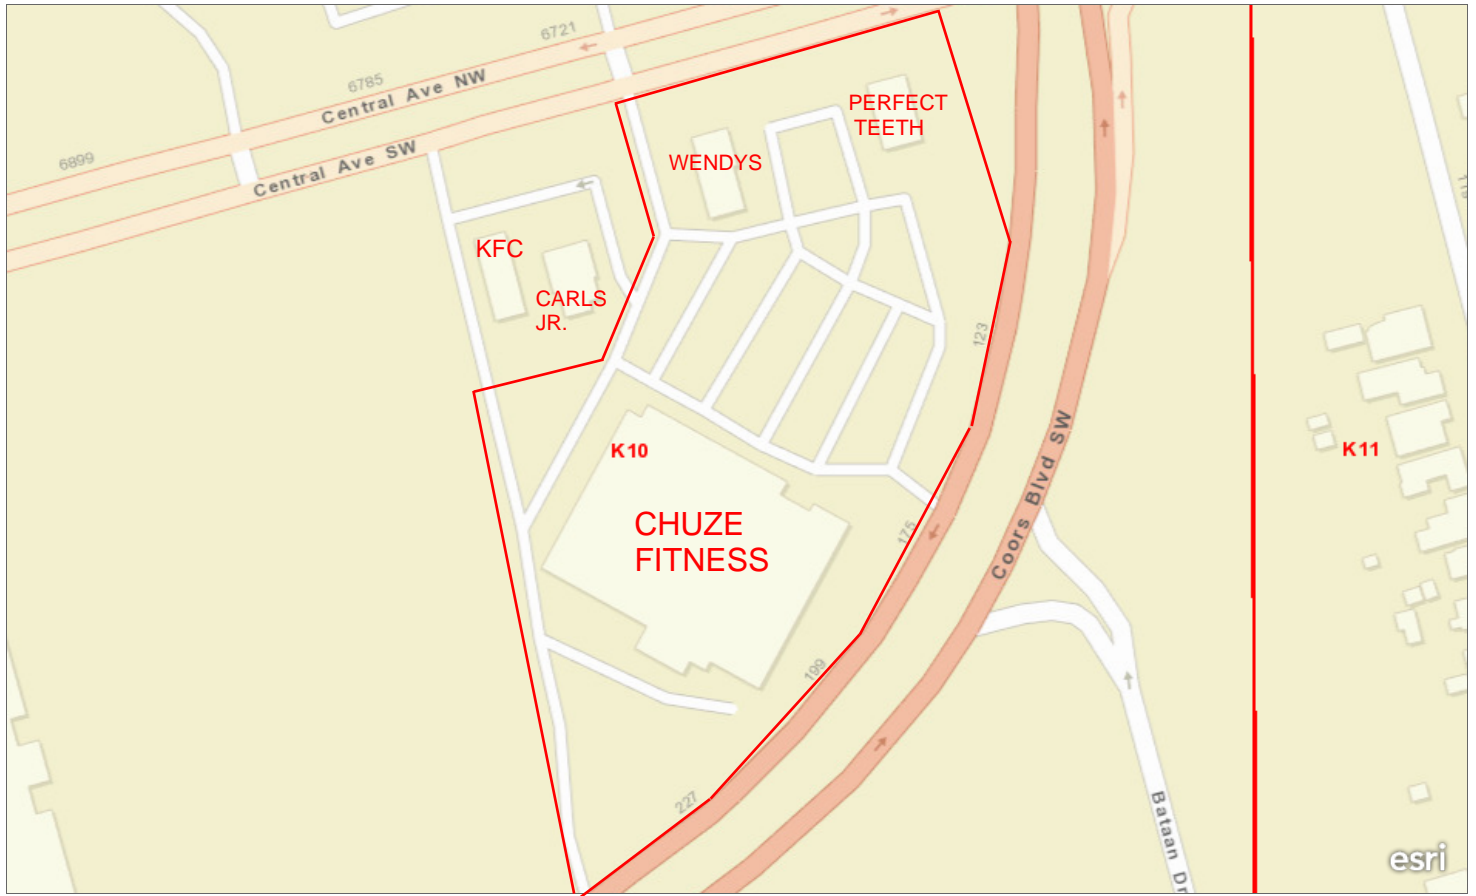 6721
6785
Central Ave NW
6899
Central Ave SW
PERFECT
TEETH
WENDYS
KFC
CARLS
JR.
123
K10
K11
CHUZE
FITNESS
175
Coors Blvd SW
199
227
Bataan Dr
esri